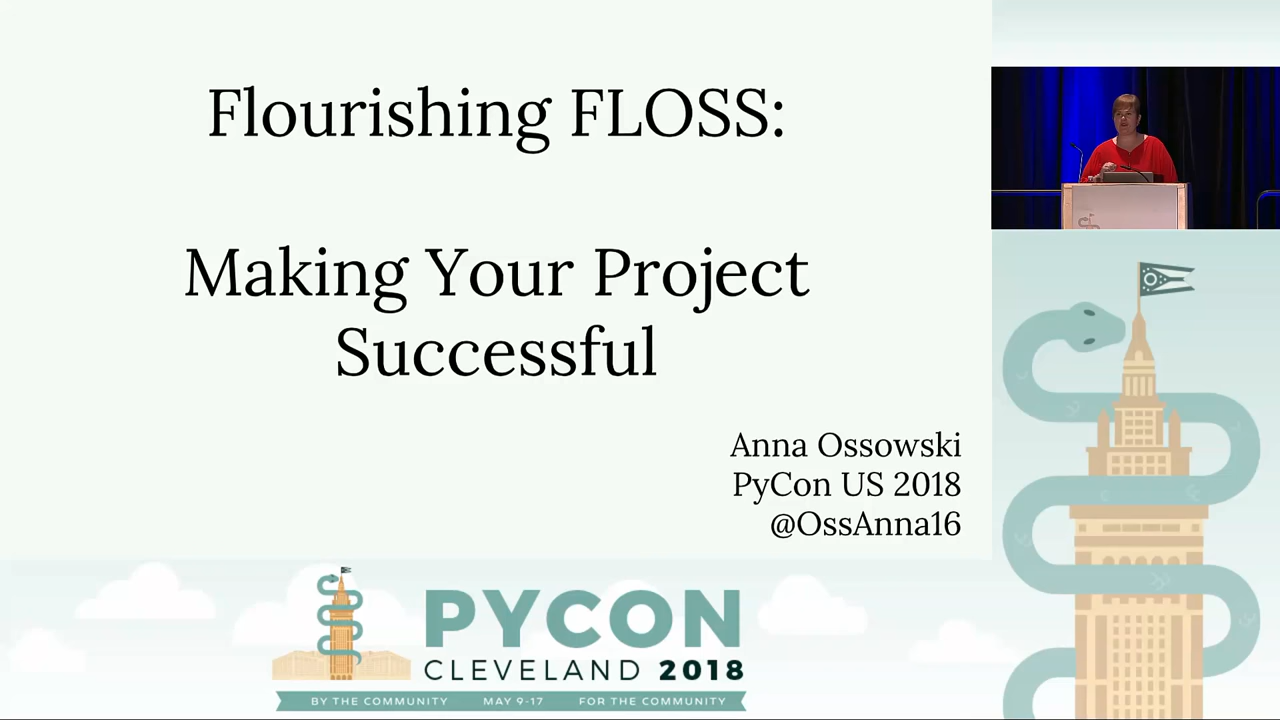 Flourishing FLOSS:
Making Your Project
Successful
Anna Ossowski
PyCon US 2018
@OssAnna16
PYCON
CLEVELAND 2018
BY THE COMMUNITY MAY 9-17 FOR THE COMMUNITY